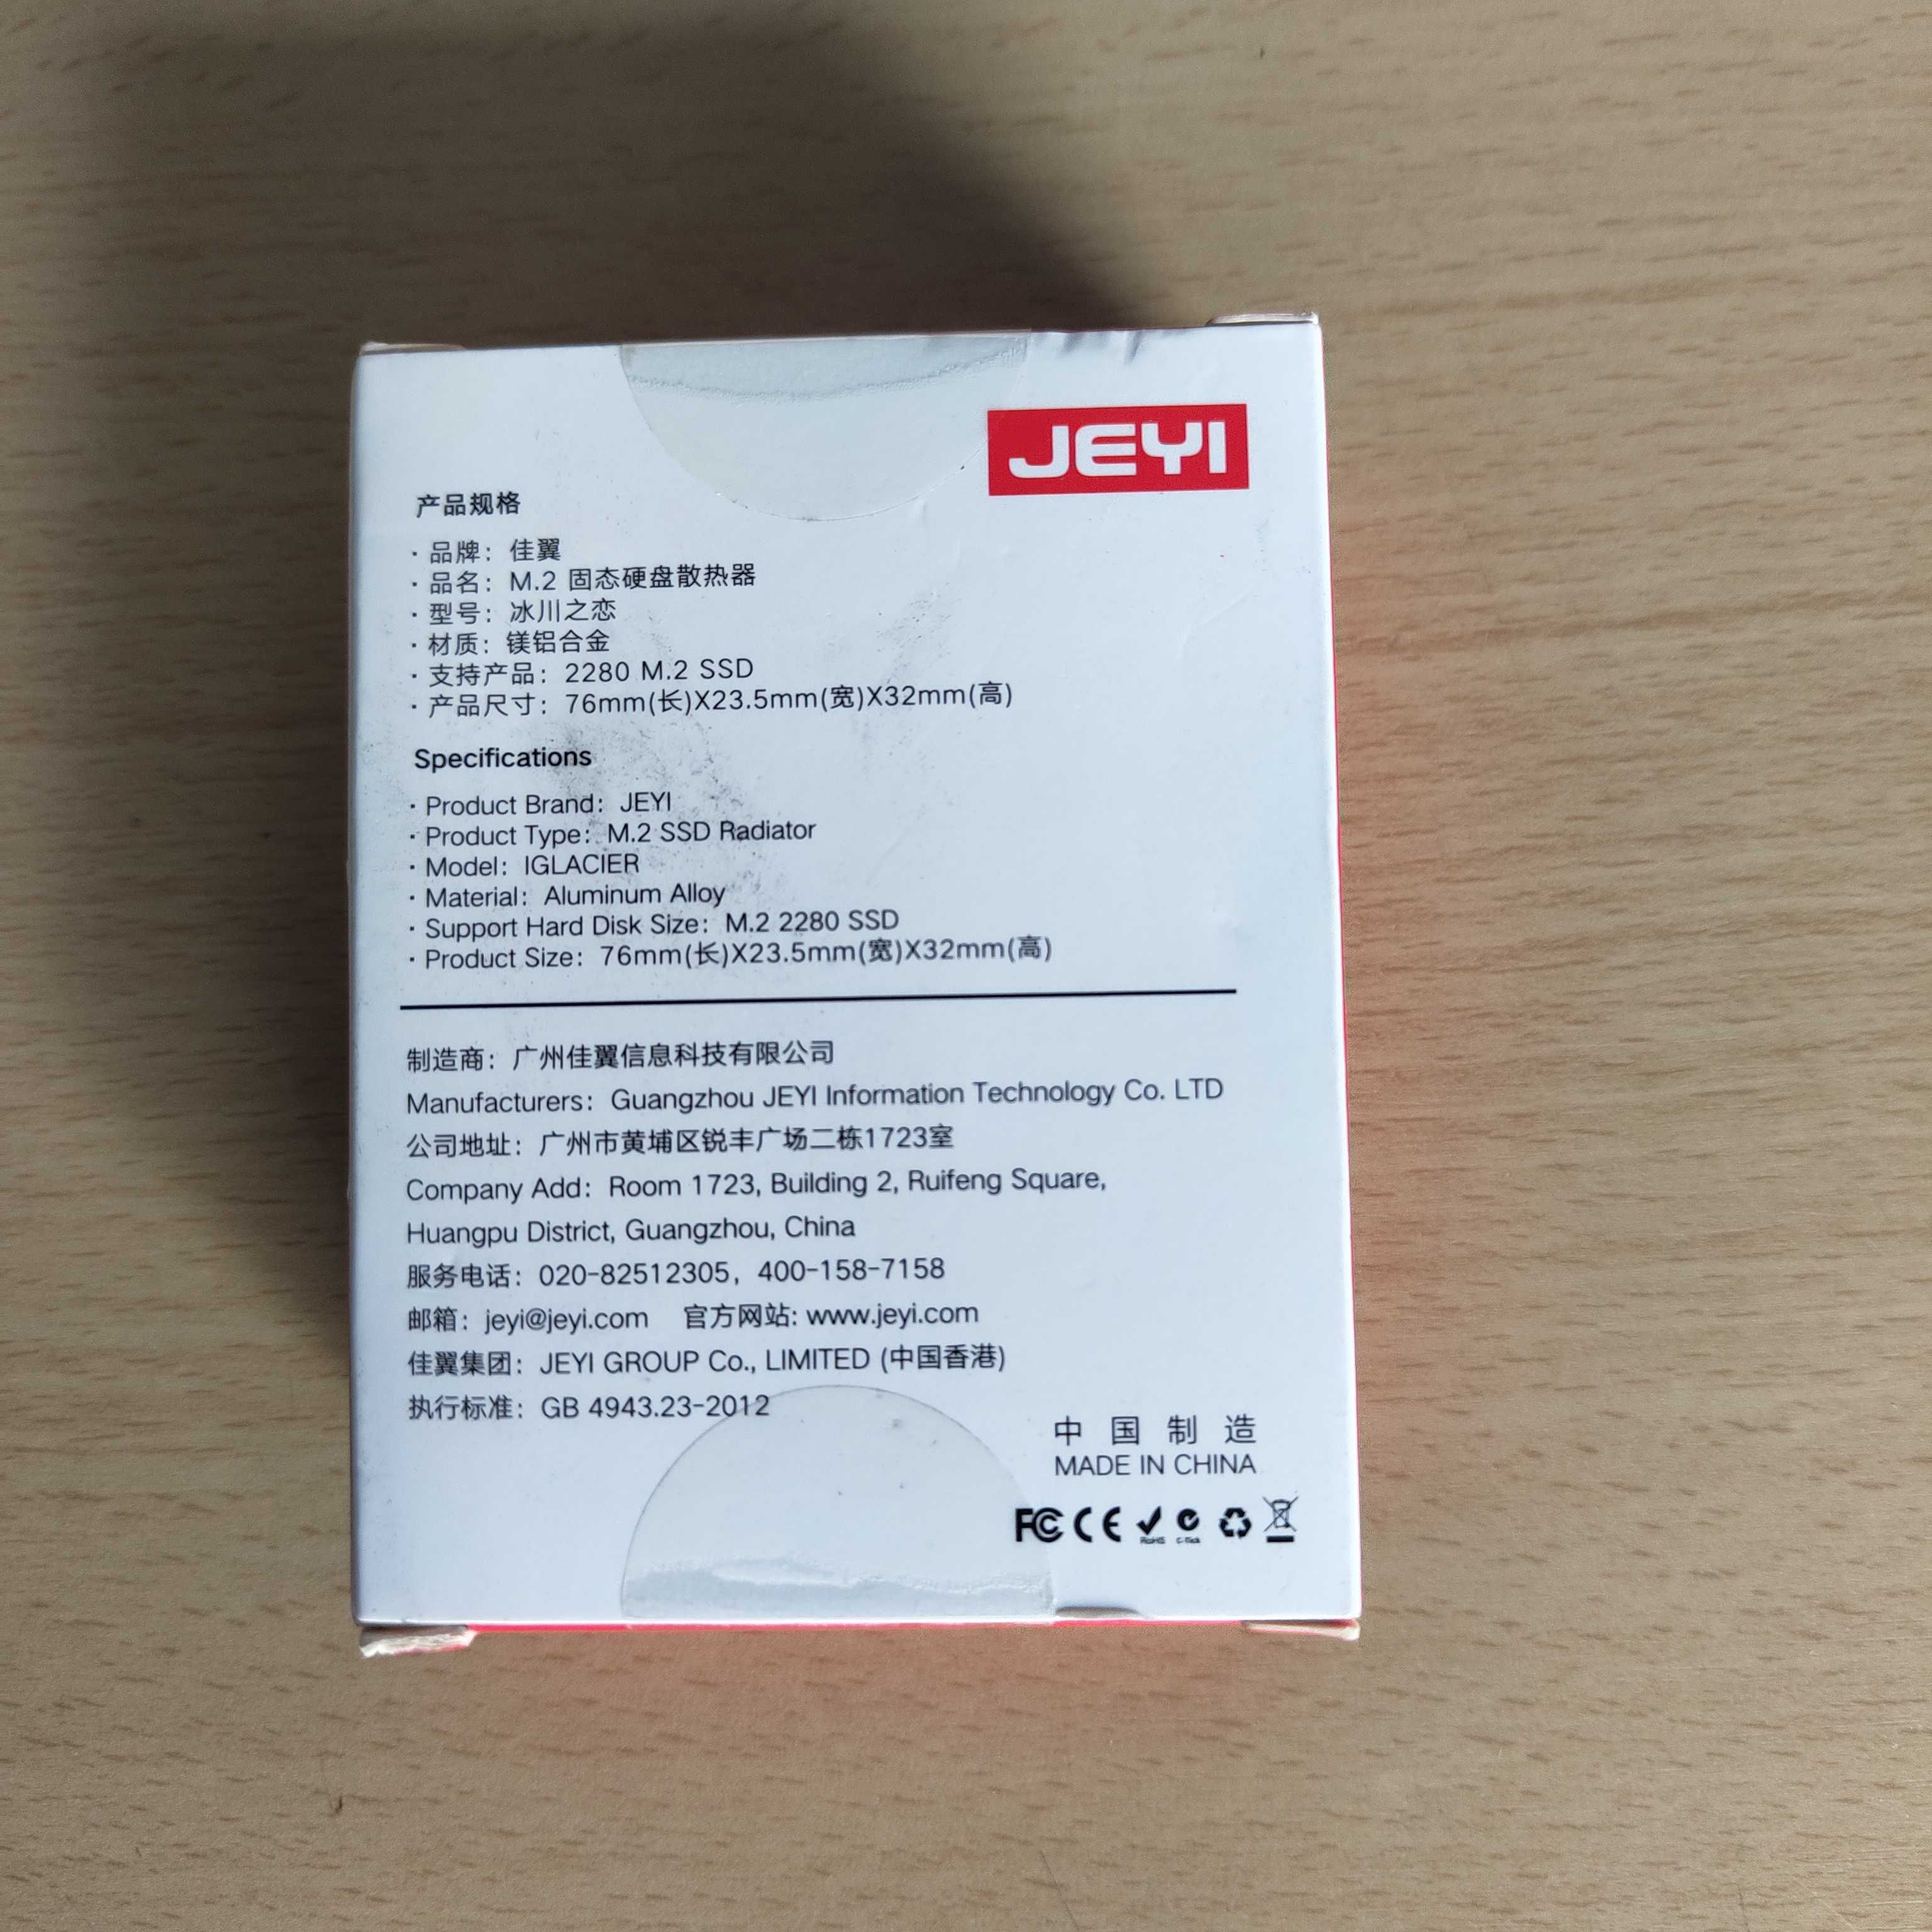 JEYI
产品规格
· 品牌：佳翼
· 品名：M.2 固态硬盘散热器
· 型号：冰川之恋
· 材质：镁铝合金
· 支持产品：2280 M.2 SSD
· 产品尺寸：76mm(长)X23.5mm(宽)X32mm(高)
Specifications
· Product Brand：JEYI
· Product Type：M.2 SSD Radiator
· Model：IGLACIER
· Material：Aluminum Alloy
· Support Hard Disk Size：M.2 2280 SSD
· Product Size：76mm(长)X23.5mm(宽)X32mm(高)
制造商：广州佳翼信息科技有限公司
Manufacturers：Guangzhou JEYI Information Technology Co. LTD
公司地址：广州市黄埔区锐丰广场二栋1723室
Company Add：Room 1723, Building 2, Ruifeng Square,
Huangpu District, Guangzhou, China
服务电话：020-82512305，400-158-7158
邮箱：jeyi@jeyi.com 官方网站: www.jeyi.com
佳翼集团：JEYI GROUP Co., LIMITED (中国香港)
执行标准：GB 4943.23-2012
中国制造
MADE IN CHINA
FC CE RoHS C-Tick